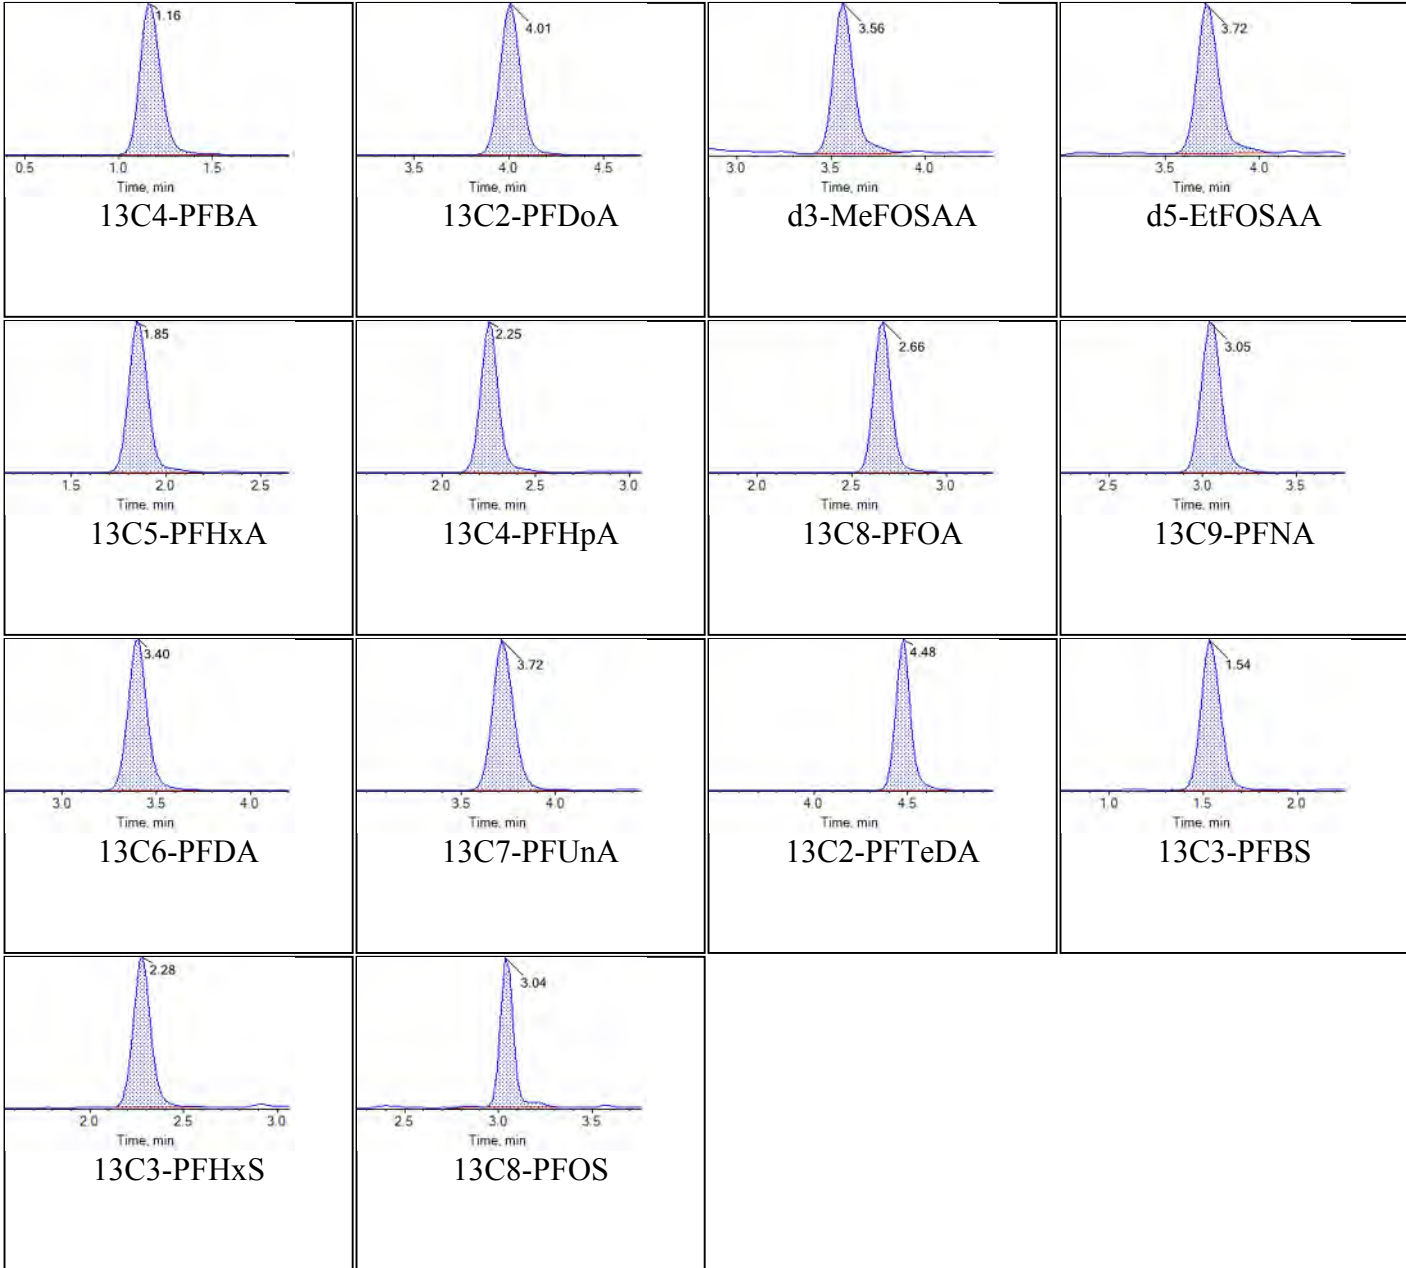 1.16
0.5 1.0 1.5
Time, min
13C4-PFBA
4.01
3.5 4.0 4.5
Time, min
13C2-PFDoA
3.56
3.0 3.5 4.0
Time, min
d3-MeFOSAA
3.72
3.5 4.0
Time, min
d5-EtFOSAA
1.85
1.5 2.0 2.5
Time, min
13C5-PFHxA
2.25
2.0 2.5 3.0
Time, min
13C4-PFHpA
2.66
2.0 2.5 3.0
Time, min
13C8-PFOA
3.05
2.5 3.0 3.5
Time, min
13C9-PFNA
3.40
3.0 3.5 4.0
Time, min
13C6-PFDA
3.72
3.5 4.0
Time, min
13C7-PFUnA
4.48
4.0 4.5
Time, min
13C2-PFTeDA
1.54
1.0 1.5 2.0
Time, min
13C3-PFBS
2.28
2.0 2.5 3.0
Time, min
13C3-PFHxS
3.04
2.5 3.0 3.5
Time, min
13C8-PFOS